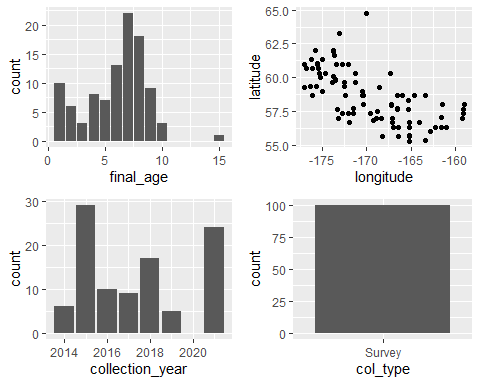 20
15
10
5
0
count
0 5 10 15
final_age
65.0
62.5
60.0
57.5
55.0
latitude
-175 -170 -165 -160
longitude
30
20
10
0
count
2014 2016 2018 2020
collection_year
100
75
50
25
0
count
Survey
col_type